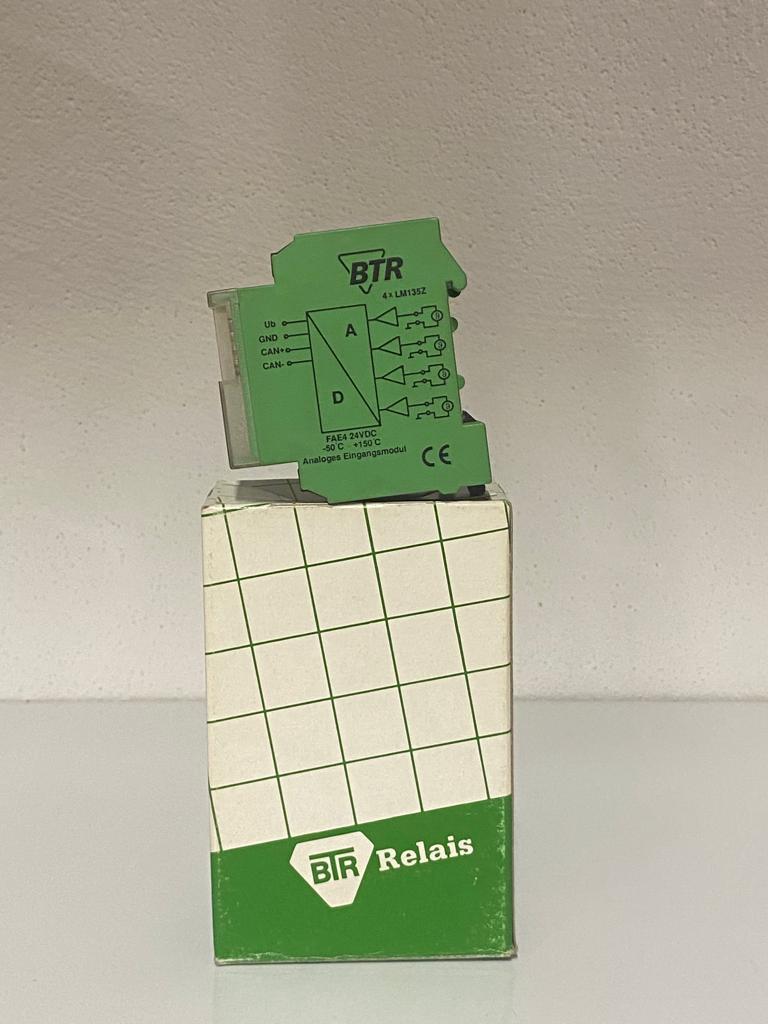 BTR
4 x LM135Z
Ub
GND
CAN+
CAN-
A
D
FAE4 24VDC
-50°C +150°C
Analoges Eingangsmodul
CE
BTR Relais